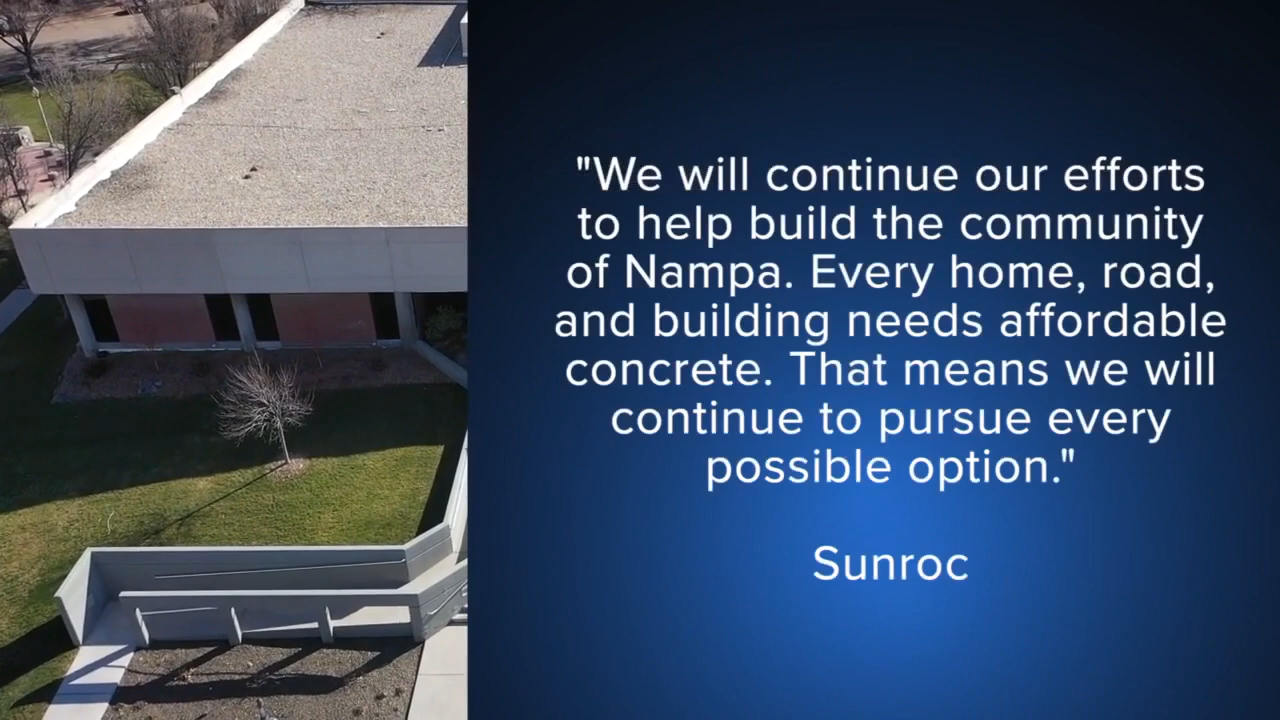 "We will continue our efforts
to help build the community
of Nampa. Every home, road,
and building needs affordable
concrete. That means we will
continue to pursue every
possible option."
Sunroc